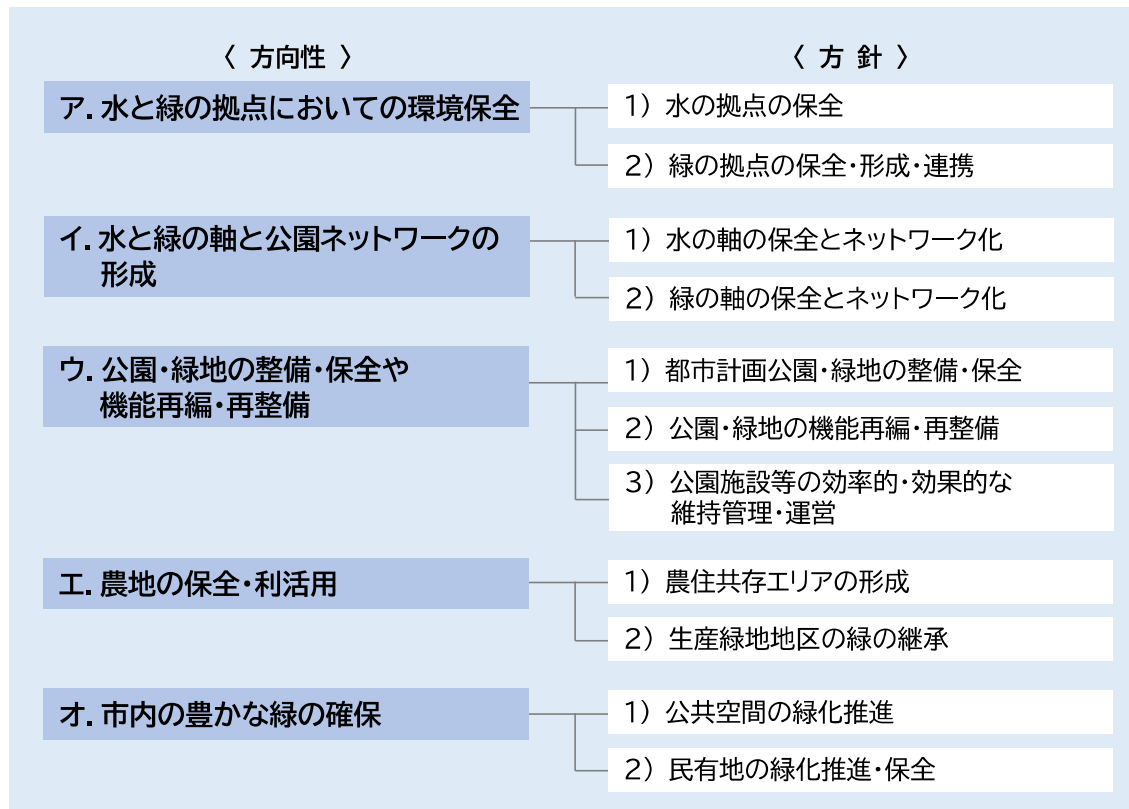 〈 方向性 〉
〈 方 針 〉
ア. 水と緑の拠点においての環境保全
1) 水の拠点の保全
2) 緑の拠点の保全・形成・連携
イ. 水と緑の軸と公園ネットワークの
形成
1) 水の軸の保全とネットワーク化
2) 緑の軸の保全とネットワーク化
ウ. 公園・緑地の整備・保全や
機能再編・再整備
1) 都市計画公園・緑地の整備・保全
2) 公園・緑地の機能再編・再整備
3) 公園施設等の効率的・効果的な
維持管理・運営
エ. 農地の保全・利活用
1) 農住共存エリアの形成
2) 生産緑地地区の緑の継承
オ. 市内の豊かな緑の確保
1) 公共空間の緑化推進
2) 民有地の緑化推進・保全